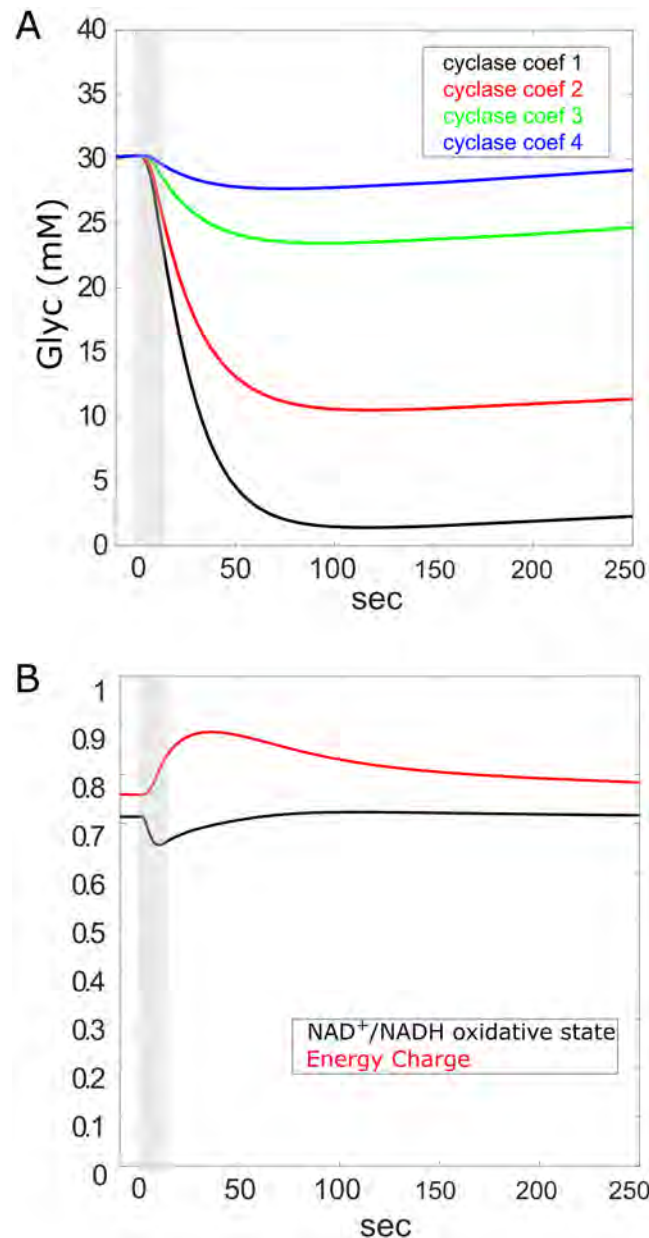 A
40
35
30
25
20
15
10
5
0
Glyc (mM)
cyclase coef 1
cyclase coef 2
cyclase coef 3
cyclase coef 4
0 50 100 150 200 250
sec
B
1
0.9
0.8
0.7
0.6
0.5
0.4
0.3
0.2
0.1
0
NAD⁺/NADH oxidative state
Energy Charge
0 50 100 150 200 250
sec